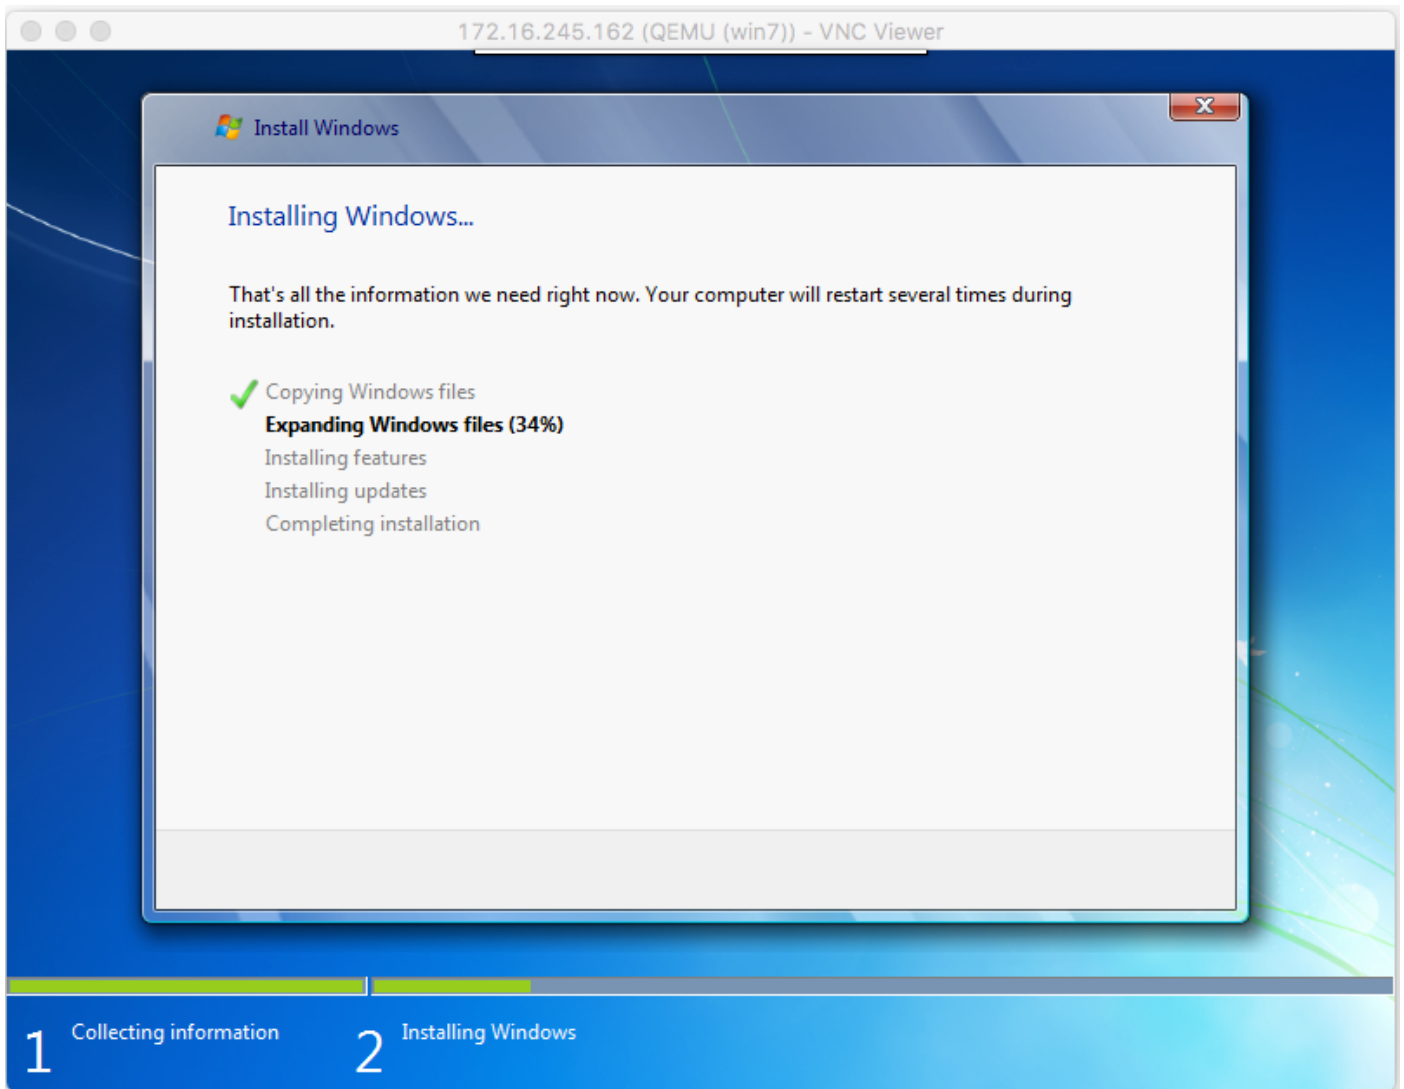 172.16.245.162 (QEMU (win7)) - VNC Viewer
Install Windows
Installing Windows...
That's all the information we need right now. Your computer will restart several times during
installation.
Copying Windows files
Expanding Windows files (34%)
Installing features
Installing updates
Completing installation
1 Collecting information 2 Installing Windows